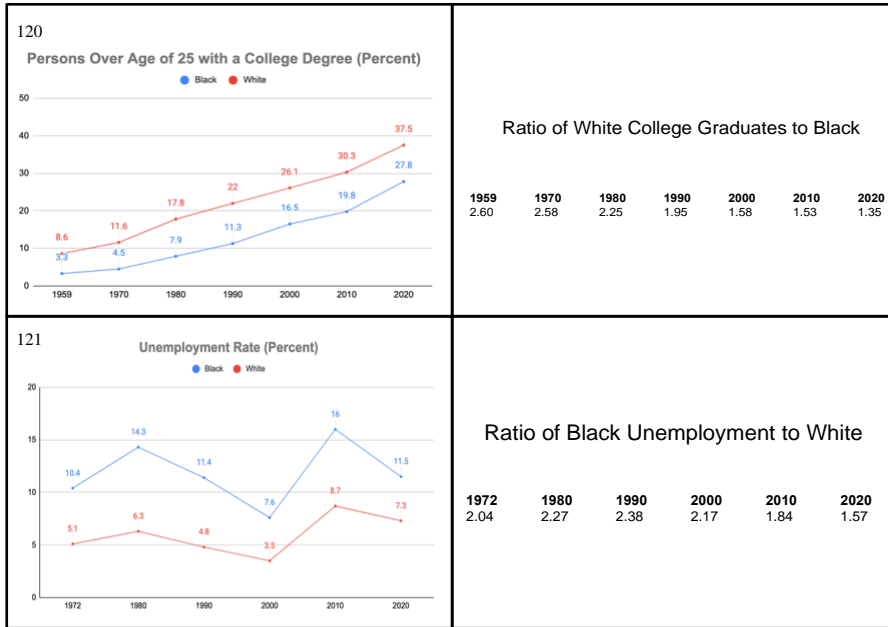 120
Persons Over Age of 25 with a College Degree (Percent)
Black White
50
40
30
20
10
0
37.5
30.3
27.8
26.1
22
19.8
17.8
16.5
11.6
11.3
8.6
7.9
4.5
3.3
1959 1970 1980 1990 2000 2010 2020
Ratio of White College Graduates to Black
1959 1970 1980 1990 2000 2010 2020
2.60 2.58 2.25 1.95 1.58 1.53 1.35
121
Unemployment Rate (Percent)
Black White
20
15
10
5
0
10.4 14.3 11.4 7.6 16 11.5
5.1 6.3 4.8 3.5 8.7 7.3
1972 1980 1990 2000 2010 2020
Ratio of Black Unemployment to White
1972 1980 1990 2000 2010 2020
2.04 2.27 2.38 2.17 1.84 1.57